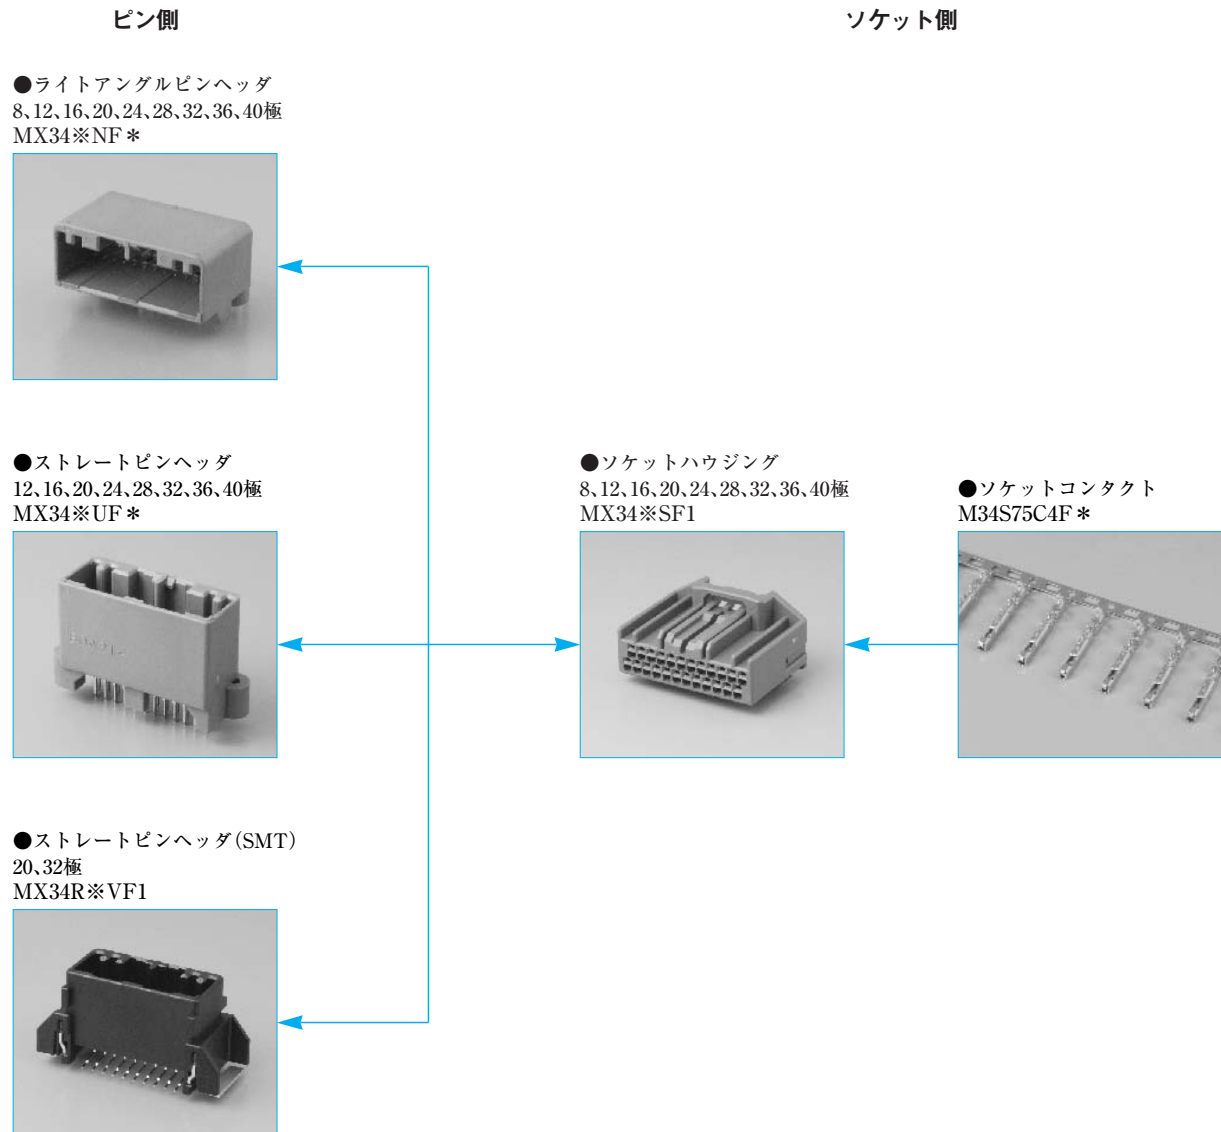 ピン側
ソケット側
●ライトアングルピンヘッダ
8、12、16、20、24、28、32、36、40極
MX34※NF＊
●ストレートピンヘッダ
12、16、20、24、28、32、36、40極
MX34※UF＊
●ソケットハウジング
8、12、16、20、24、28、32、36、40極
MX34※SF1
●ソケットコンタクト
M34S75C4F＊
●ストレートピンヘッダ(SMT)
20、32極
MX34R※VF1